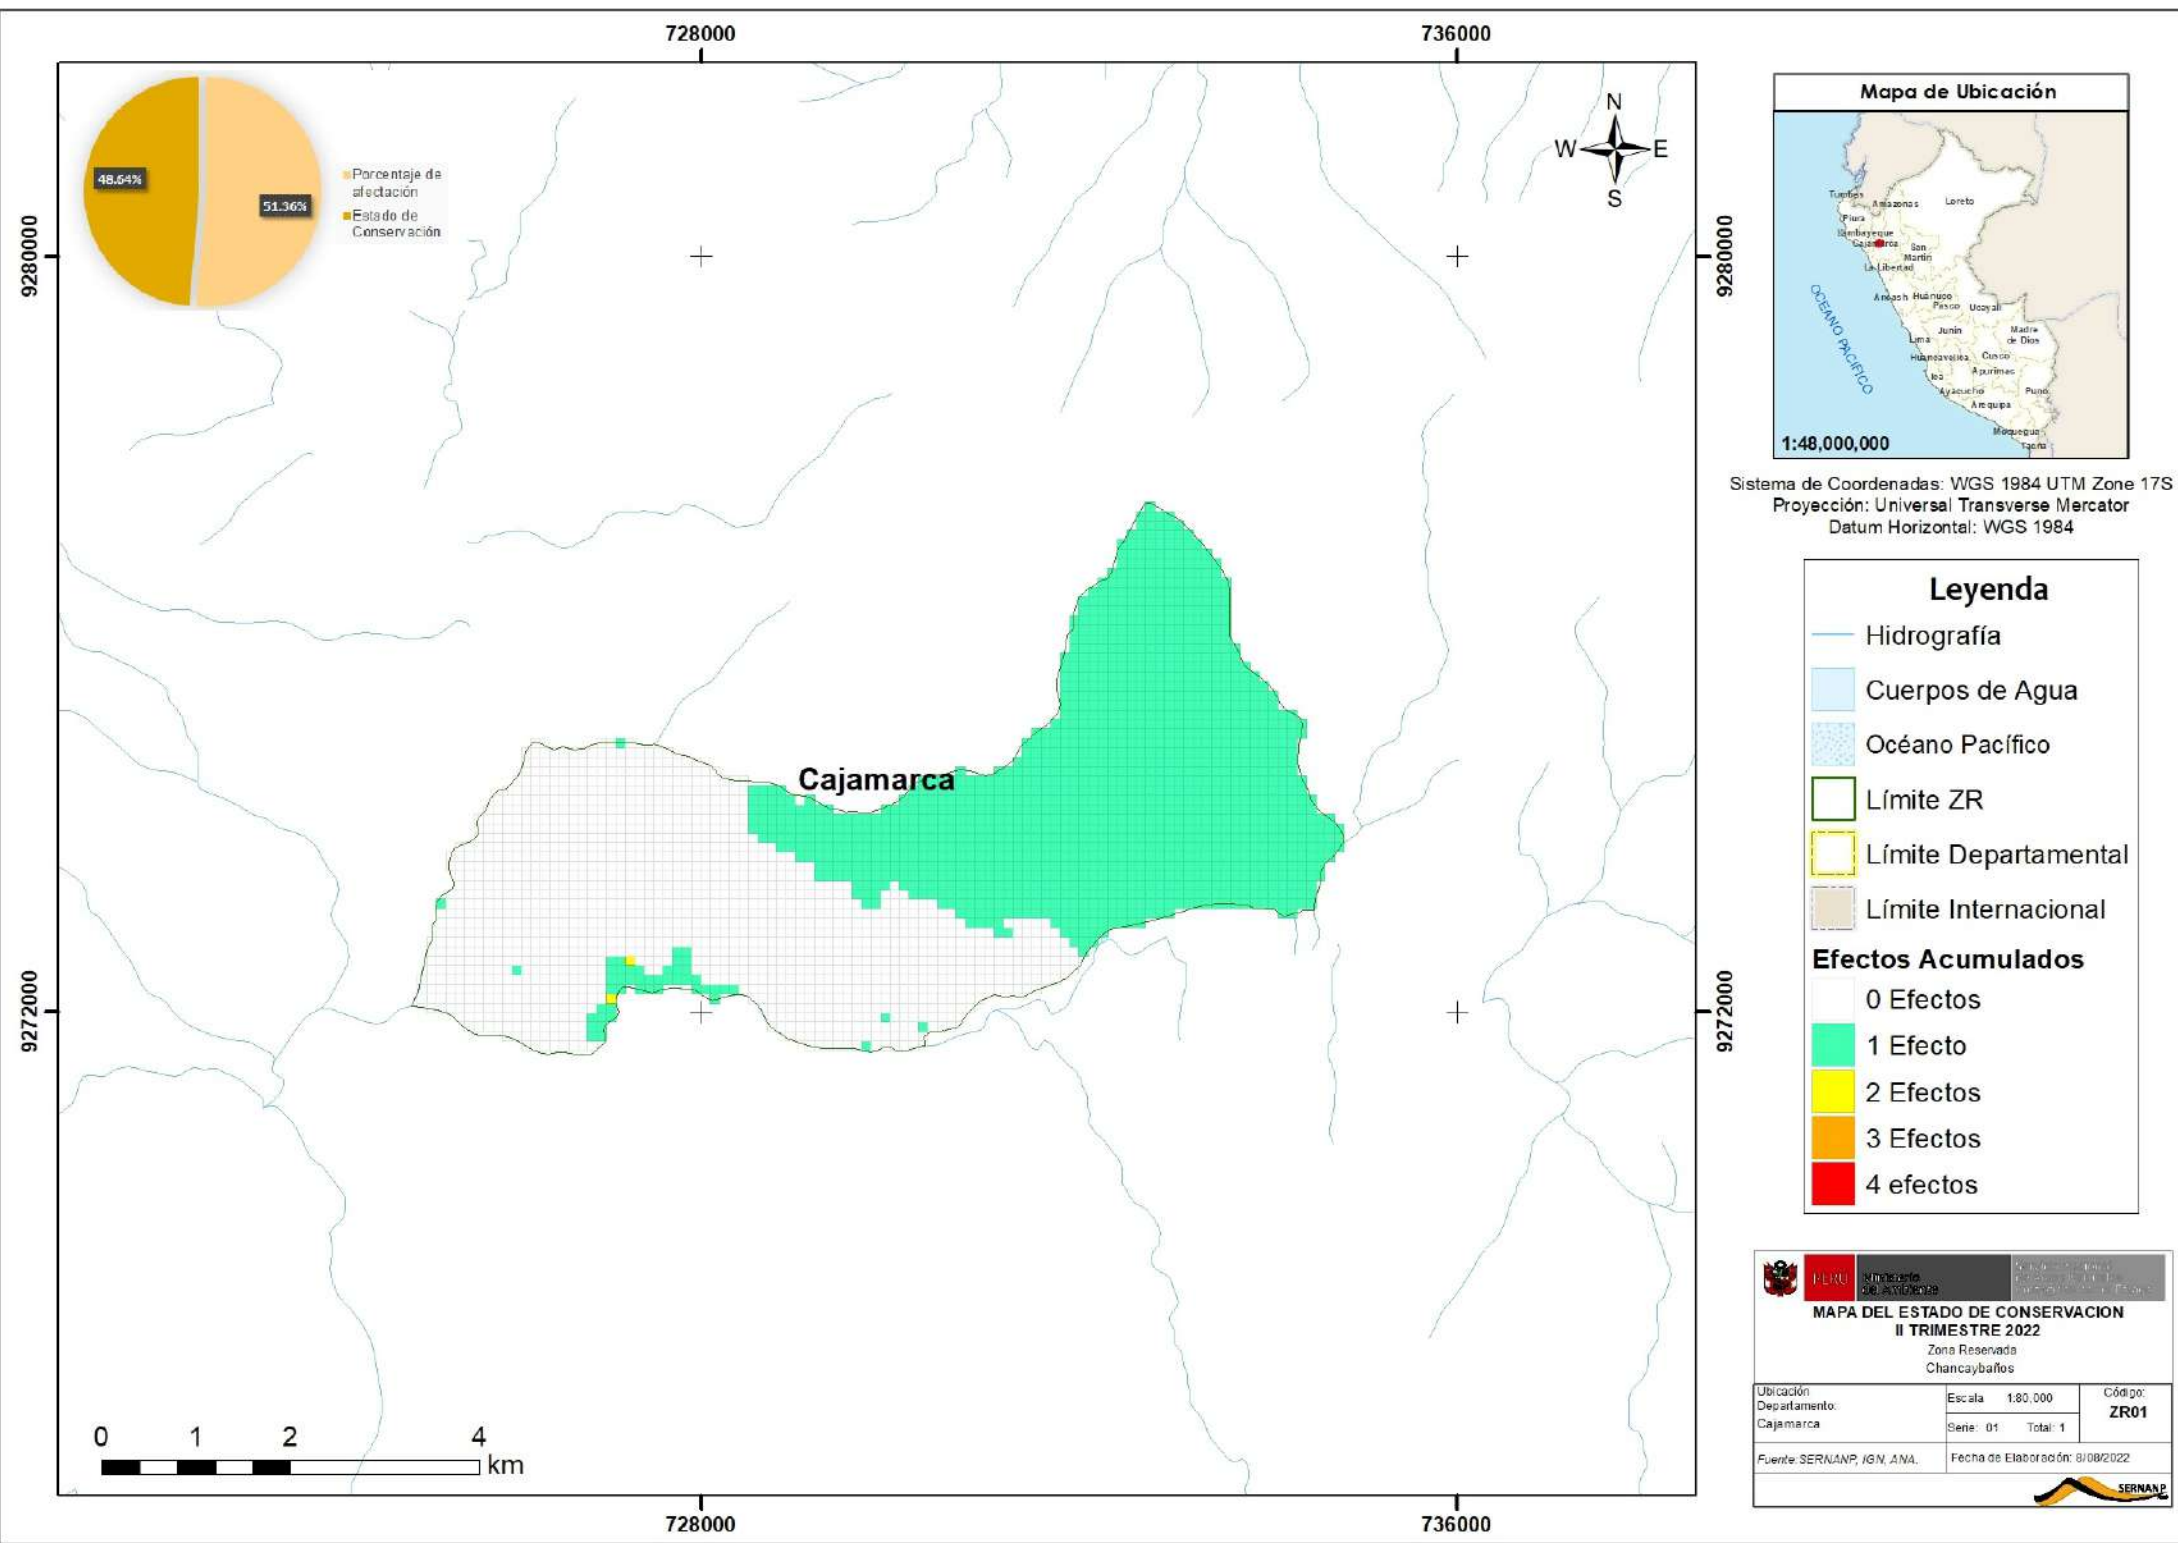 728000
736000
48.64%
51.36%
Porcentaje de
afectación
Estado de
Conservación
N
W
E
S
9280000
9280000
Cajamarca
9272000
9272000
0
1
2
4
km
728000
736000
Mapa de Ubicación
Tumbes
Amazonas
Loreto
Piura
Lambayeque
Cajamarca
San
Martin
La Libertad
Ancash
Huánuco
Pasco
Ucayali
Junin
Madre
de Dios
Lima
Huancavelica
Cusco
Ica
Apurimac
Ayacucho
Puno
Arequipa
Moquegua
Tacna
OCEANO PACIFICO
1:48,000,000
Sistema de Coordenadas: WGS 1984 UTM Zone 17S
Proyección: Universal Transverse Mercator
Datum Horizontal: WGS 1984
Leyenda
Hidrografía
Cuerpos de Agua
Océano Pacífico
Límite ZR
Límite Departamental
Límite Internacional
Efectos Acumulados
0 Efectos
1 Efecto
2 Efectos
3 Efectos
4 efectos
PERÚ
Ministerio
del Ambiente
MAPA DEL ESTADO DE CONSERVACION
II TRIMESTRE 2022
Zona Reservada
Chancaybaños
Ubicación
Departamento:
Cajamarca
Escala 1:80,000
Serie: 01 Total: 1
Código:
ZR01
Fuente: SERNANP, IGN, ANA.
Fecha de Elaboración: 8/08/2022
SERNANP